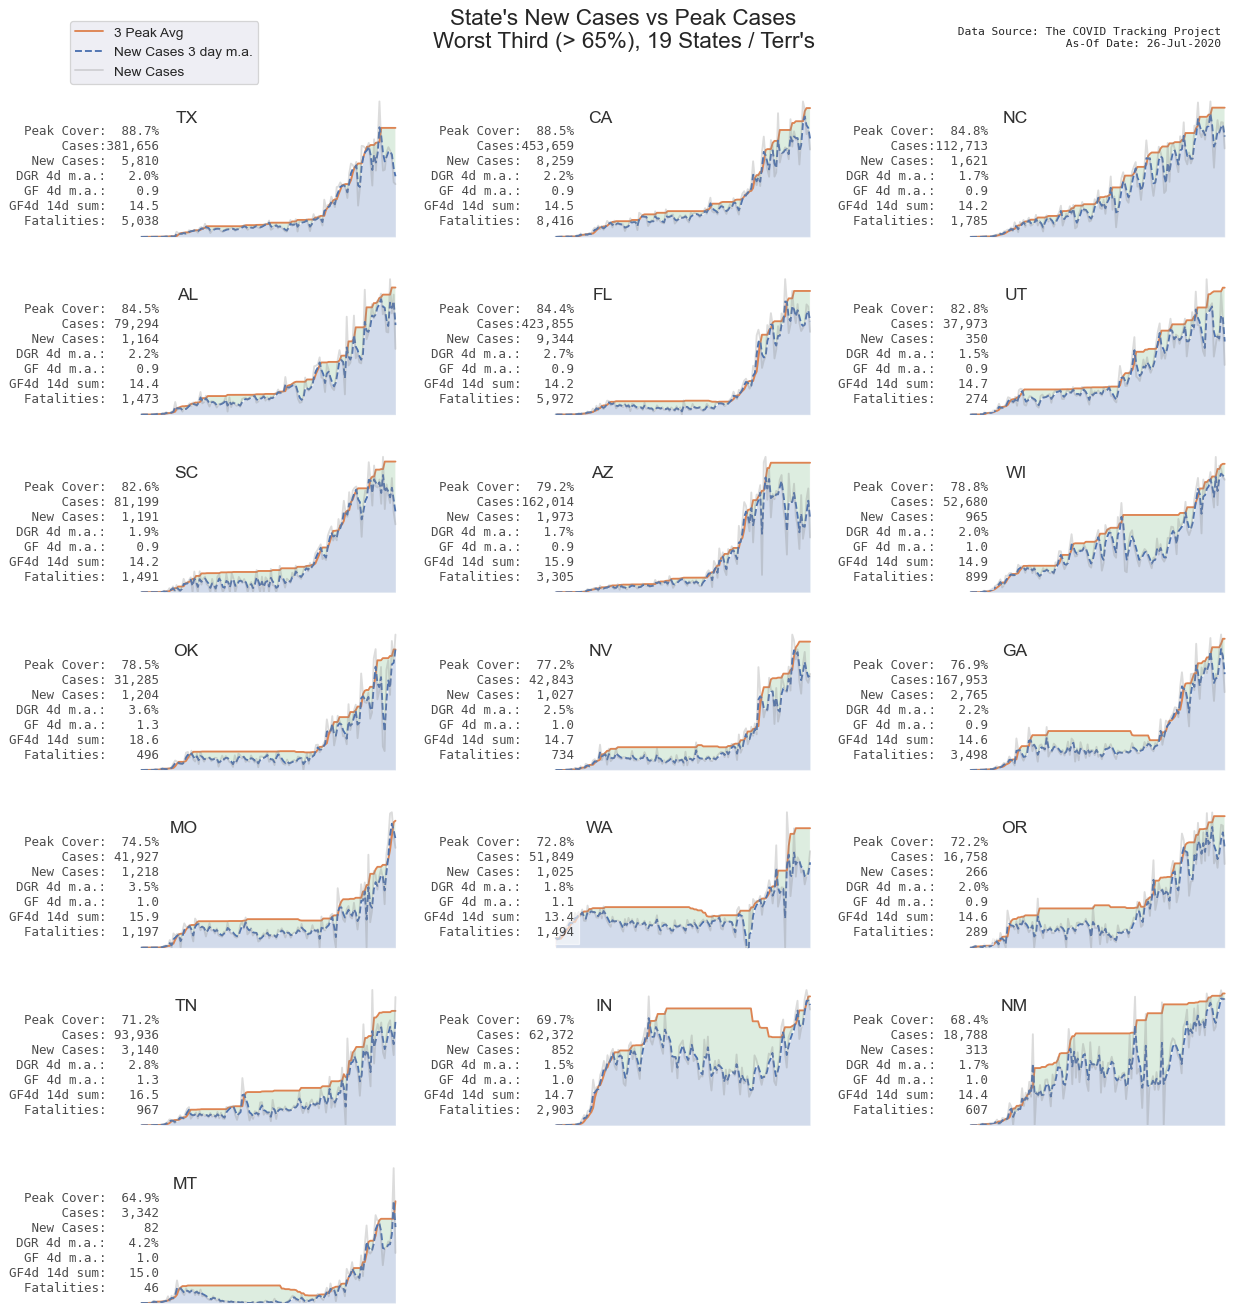 State's New Cases vs Peak Cases
Worst Third (> 65%), 19 States / Terr's
3 Peak Avg
New Cases 3 day m.a.
New Cases
Data Source: The COVID Tracking Project
As-Of Date: 26-Jul-2020
TX
Peak Cover: 88.7%
Cases:381,656
New Cases: 5,810
DGR 4d m.a.: 2.0%
GF 4d m.a.: 0.9
GF4d 14d sum: 14.5
Fatalities: 5,038
CA
Peak Cover: 88.5%
Cases:453,659
New Cases: 8,259
DGR 4d m.a.: 2.2%
GF 4d m.a.: 0.9
GF4d 14d sum: 14.5
Fatalities: 8,416
NC
Peak Cover: 84.8%
Cases:112,713
New Cases: 1,621
DGR 4d m.a.: 1.7%
GF 4d m.a.: 0.9
GF4d 14d sum: 14.2
Fatalities: 1,785
AL
Peak Cover: 84.5%
Cases: 79,294
New Cases: 1,164
DGR 4d m.a.: 2.2%
GF 4d m.a.: 0.9
GF4d 14d sum: 14.4
Fatalities: 1,473
FL
Peak Cover: 84.4%
Cases:423,855
New Cases: 9,344
DGR 4d m.a.: 2.7%
GF 4d m.a.: 0.9
GF4d 14d sum: 14.2
Fatalities: 5,972
UT
Peak Cover: 82.8%
Cases: 37,973
New Cases: 350
DGR 4d m.a.: 1.5%
GF 4d m.a.: 0.9
GF4d 14d sum: 14.7
Fatalities: 274
SC
Peak Cover: 82.6%
Cases: 81,199
New Cases: 1,191
DGR 4d m.a.: 1.9%
GF 4d m.a.: 0.9
GF4d 14d sum: 14.2
Fatalities: 1,491
AZ
Peak Cover: 79.2%
Cases:162,014
New Cases: 1,973
DGR 4d m.a.: 1.7%
GF 4d m.a.: 0.9
GF4d 14d sum: 15.9
Fatalities: 3,305
WI
Peak Cover: 78.8%
Cases: 52,680
New Cases: 965
DGR 4d m.a.: 2.0%
GF 4d m.a.: 1.0
GF4d 14d sum: 14.9
Fatalities: 899
OK
Peak Cover: 78.5%
Cases: 31,285
New Cases: 1,204
DGR 4d m.a.: 3.6%
GF 4d m.a.: 1.3
GF4d 14d sum: 18.6
Fatalities: 496
NV
Peak Cover: 77.2%
Cases: 42,843
New Cases: 1,027
DGR 4d m.a.: 2.5%
GF 4d m.a.: 1.0
GF4d 14d sum: 14.7
Fatalities: 734
GA
Peak Cover: 76.9%
Cases:167,953
New Cases: 2,765
DGR 4d m.a.: 2.2%
GF 4d m.a.: 0.9
GF4d 14d sum: 14.6
Fatalities: 3,498
MO
Peak Cover: 74.5%
Cases: 41,927
New Cases: 1,218
DGR 4d m.a.: 3.5%
GF 4d m.a.: 1.0
GF4d 14d sum: 15.9
Fatalities: 1,197
WA
Peak Cover: 72.8%
Cases: 51,849
New Cases: 1,025
DGR 4d m.a.: 1.8%
GF 4d m.a.: 1.1
GF4d 14d sum: 13.4
Fatalities: 1,494
OR
Peak Cover: 72.2%
Cases: 16,758
New Cases: 266
DGR 4d m.a.: 2.0%
GF 4d m.a.: 0.9
GF4d 14d sum: 14.6
Fatalities: 289
TN
Peak Cover: 71.2%
Cases: 93,936
New Cases: 3,140
DGR 4d m.a.: 2.8%
GF 4d m.a.: 1.3
GF4d 14d sum: 16.5
Fatalities: 967
IN
Peak Cover: 69.7%
Cases: 62,372
New Cases: 852
DGR 4d m.a.: 1.5%
GF 4d m.a.: 1.0
GF4d 14d sum: 14.7
Fatalities: 2,903
NM
Peak Cover: 68.4%
Cases: 18,788
New Cases: 313
DGR 4d m.a.: 1.7%
GF 4d m.a.: 1.0
GF4d 14d sum: 14.4
Fatalities: 607
MT
Peak Cover: 64.9%
Cases: 3,342
New Cases: 82
DGR 4d m.a.: 4.2%
GF 4d m.a.: 1.0
GF4d 14d sum: 15.0
Fatalities: 46